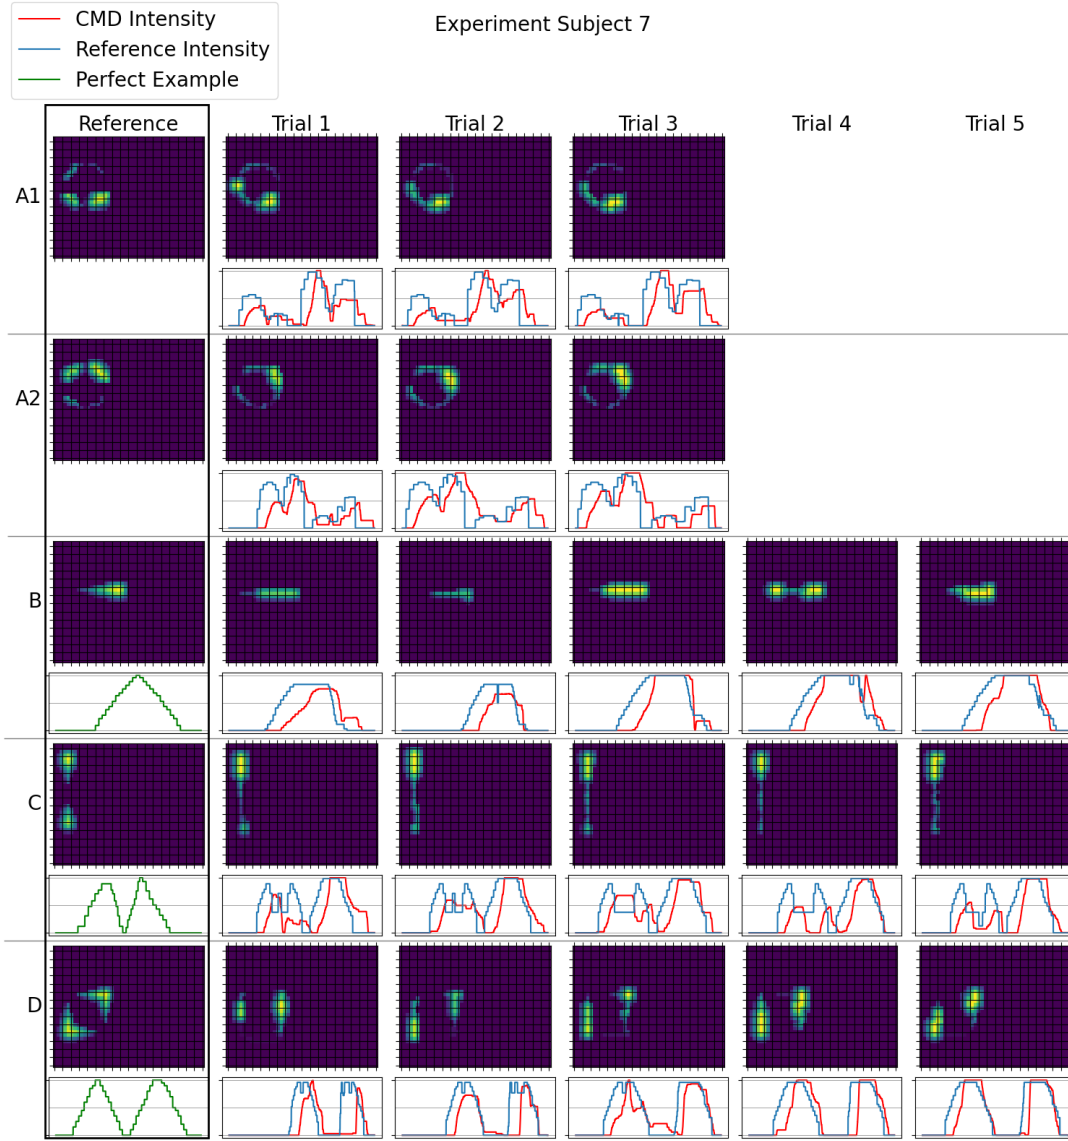 CMD Intensity
Experiment Subject 7
Reference Intensity
Perfect Example
Reference
Trial 1
Trial 2
Trial 3
Trial 4
Trial 5
A1
A2
B
C
D